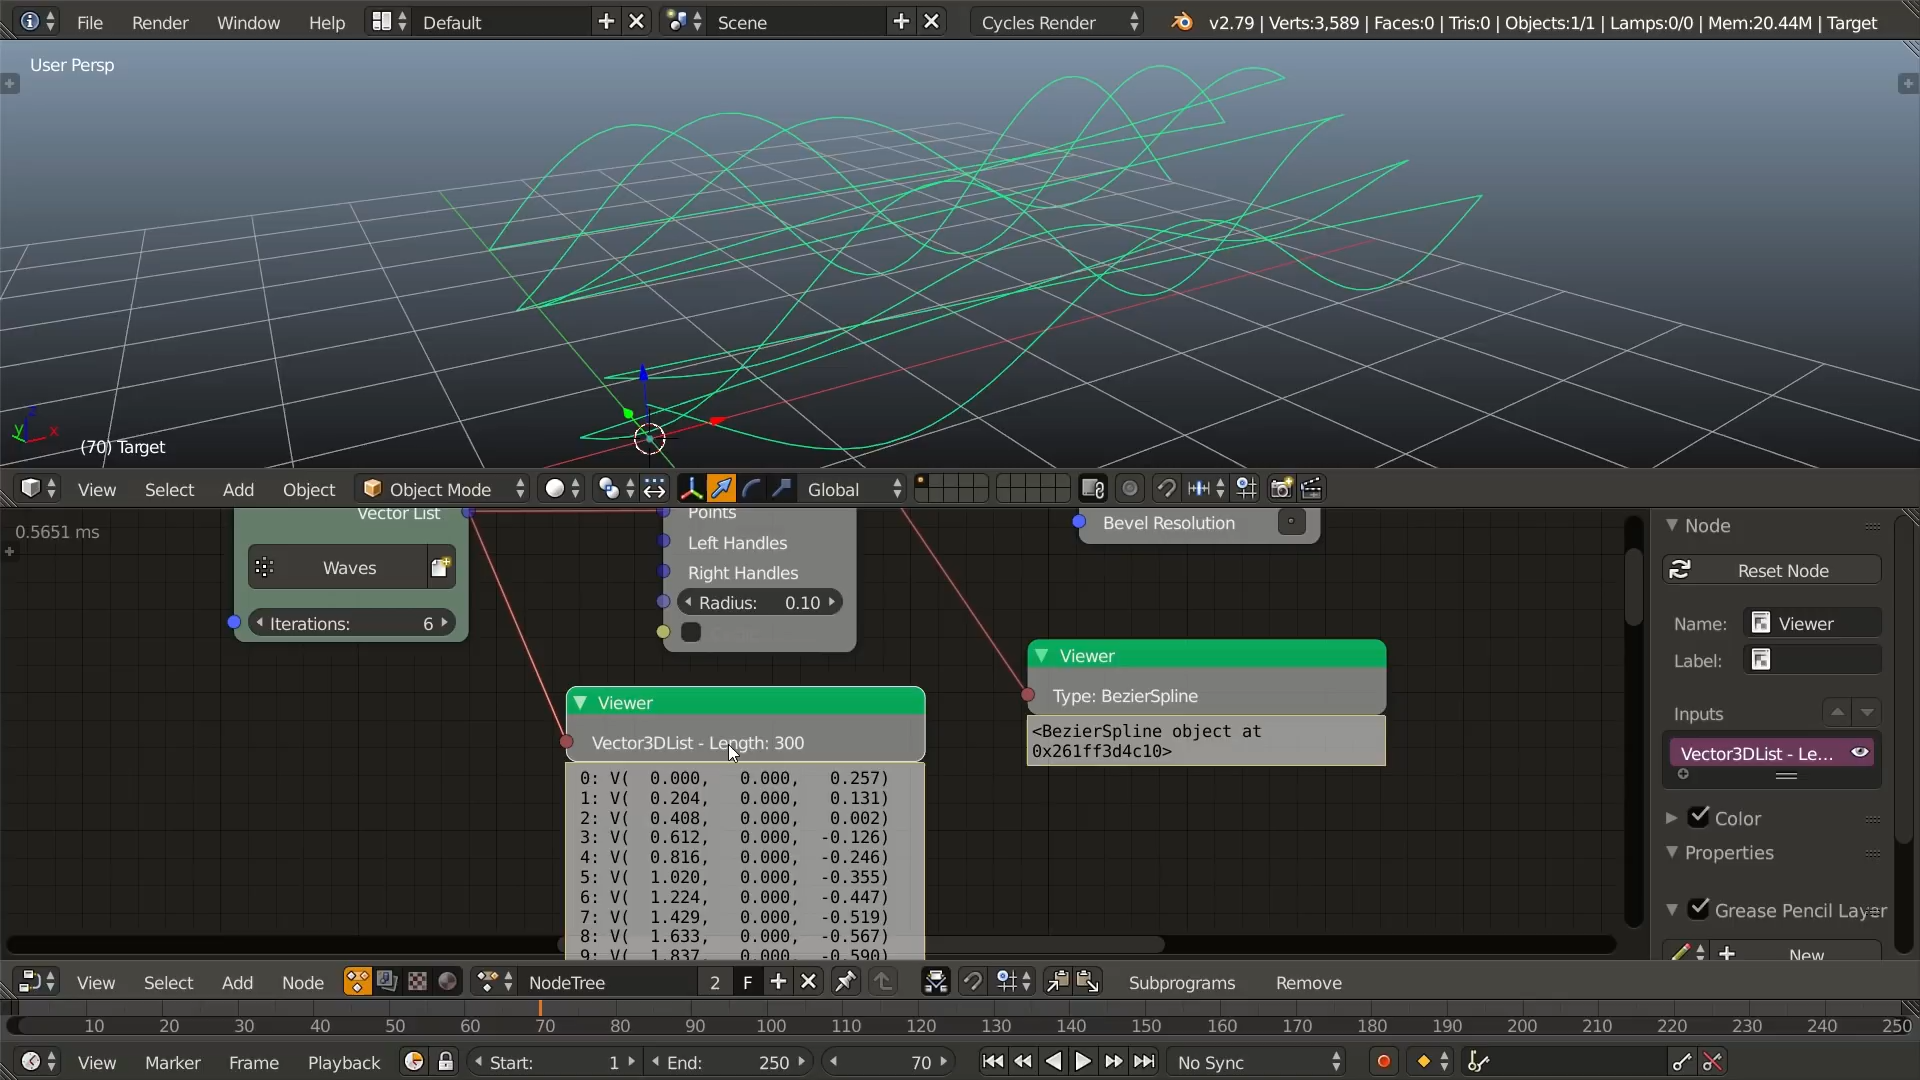 File Render Window Help Default Scene Cycles Render v2.79 | Verts:3,589 | Faces:0 | Tris:0 | Objects:1/1 | Lamps:0/0 | Mem:20.44M | Target
User Persp
z
y x
(70) Target
View Select Add Object Object Mode Global
0.5651 ms
Vector List
Waves
Iterations: 6
Points
Left Handles
Right Handles
Radius: 0.10
Bevel Resolution
Viewer
Type: BezierSpline
<BezierSpline object at
0x261ff3d4c10>
Viewer
Vector3DList - Length: 300
0: V( 0.000, 0.000, 0.257)
1: V( 0.204, 0.000, 0.131)
2: V( 0.408, 0.000, 0.002)
3: V( 0.612, 0.000, -0.126)
4: V( 0.816, 0.000, -0.246)
5: V( 1.020, 0.000, -0.355)
6: V( 1.224, 0.000, -0.447)
7: V( 1.429, 0.000, -0.519)
8: V( 1.633, 0.000, -0.567)
9: V( 1.837, 0.000, -0.590)
Node
Reset Node
Name: Viewer
Label:
Inputs
Vector3DList - Le...
Color
Properties
Grease Pencil Layer
New
View Select Add Node NodeTree 2 F Subprograms Remove
10 20 30 40 50 60 70 80 90 100 110 120 130 140 150 160 170 180 190 200 210 220 230 240 250
View Marker Frame Playback Start: 1 End: 250 70 No Sync